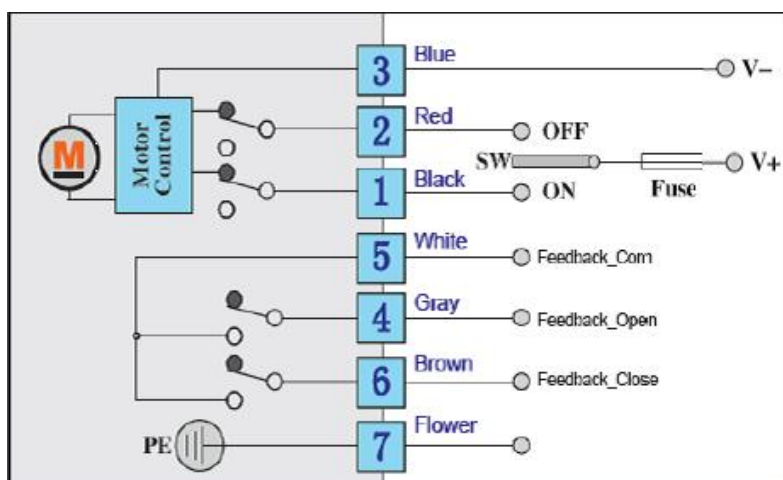 3 Blue V–
M Motor Control
2 Red OFF
SW Fuse V+
1 Black ON
5 White Feedback_Com
4 Gray Feedback_Open
6 Brown Feedback_Close
PE 7 Flower